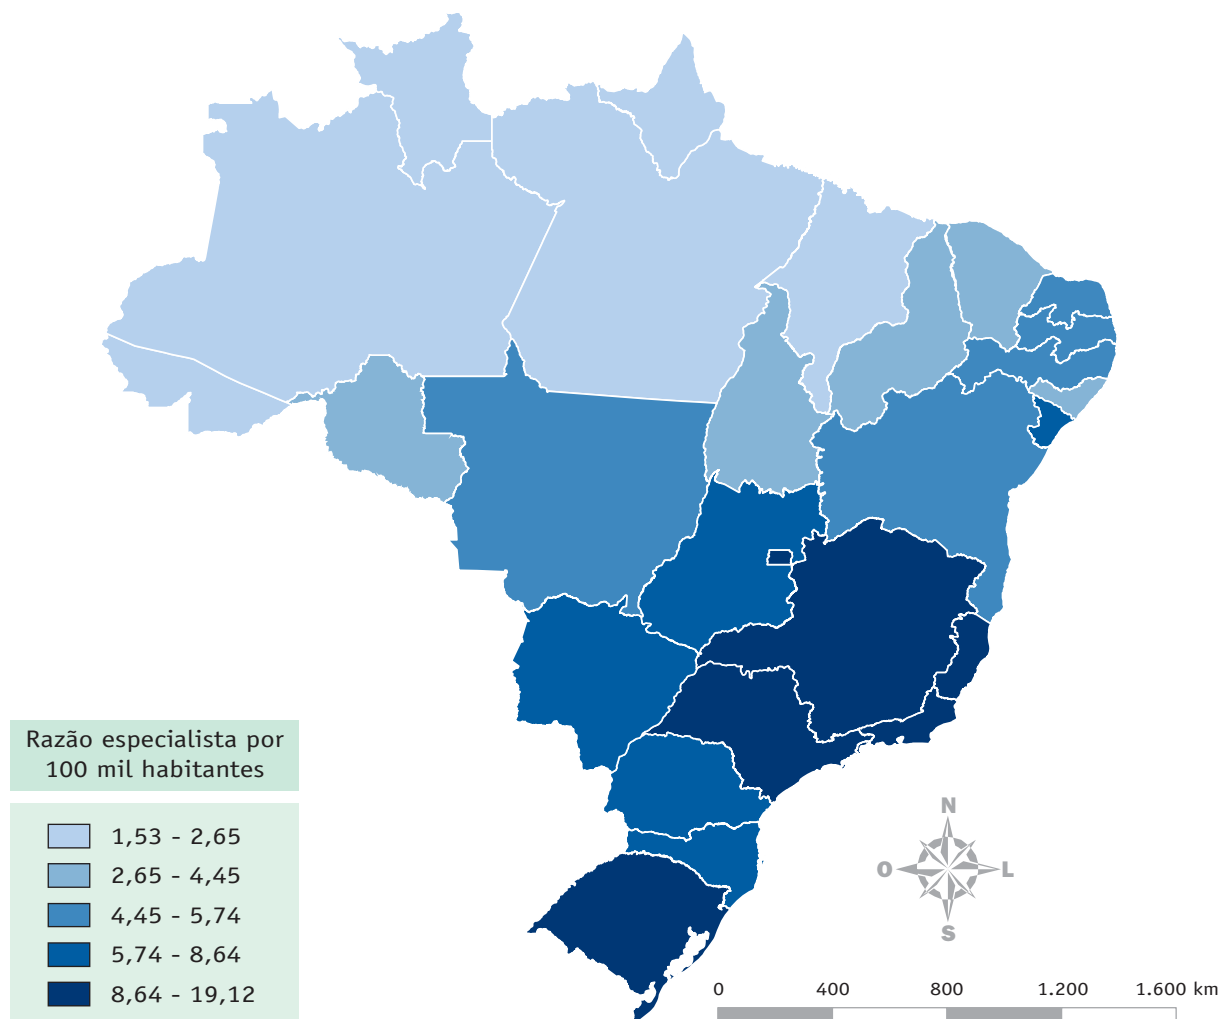 Razão especialista por
100 mil habitantes
1,53 - 2,65
2,65 - 4,45
4,45 - 5,74
5,74 - 8,64
8,64 - 19,12
N
O L
S
0 400 800 1.200 1.600 km